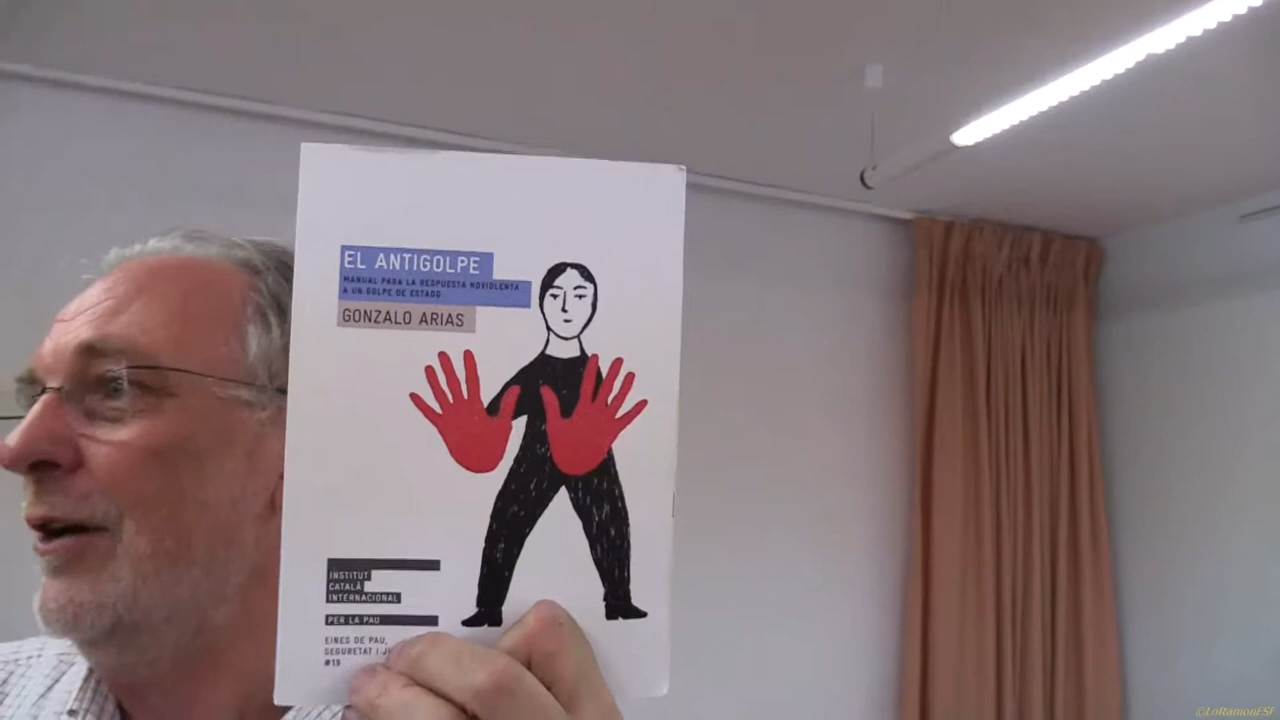 EL ANTIGOLPE
MANUAL PARA LA RESPUESTA NOVIOLENTA
A UN GOLPE DE ESTADO
GONZALO ARIAS
INSTITUT
CATALÀ
INTERNACIONAL
PER LA PAU
EINES DE PAU,
SEGURETAT I
#19
©LoRamonFSF